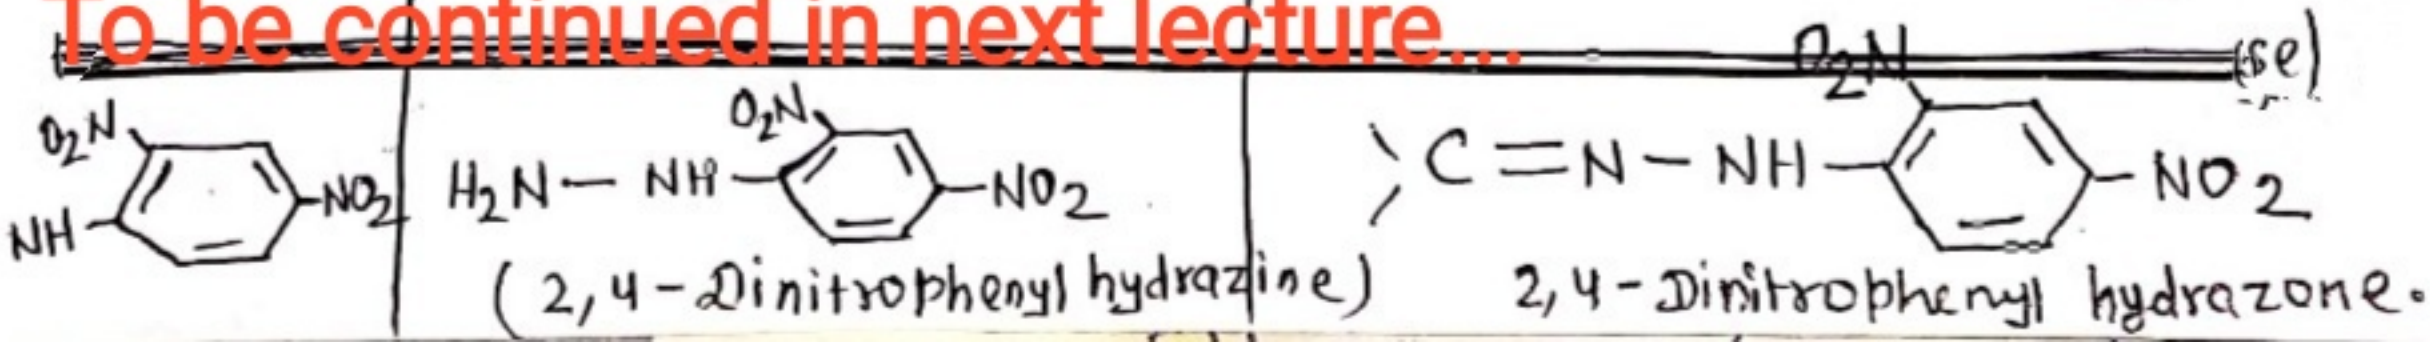 To be continued in next lecture...
(se)
O2N
NH
NO2
O2N
H2N — NH
NO2
(2,4-Dinitrophenyl hydrazine)
O2N
C=N-NH
NO2
2,4-Dinitrophenyl hydrazone.